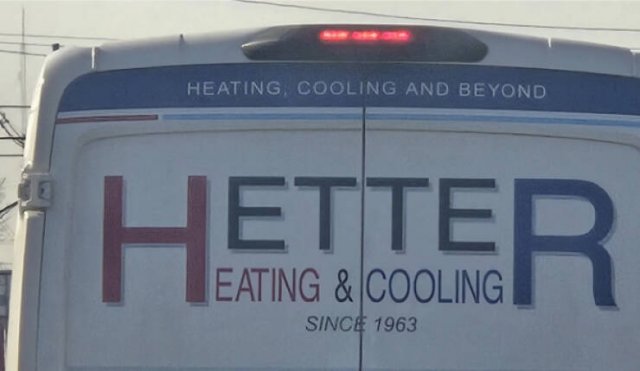 HEATING, COOLING AND BEYOND
HETTER
HEATING & COOLING
SINCE 1963